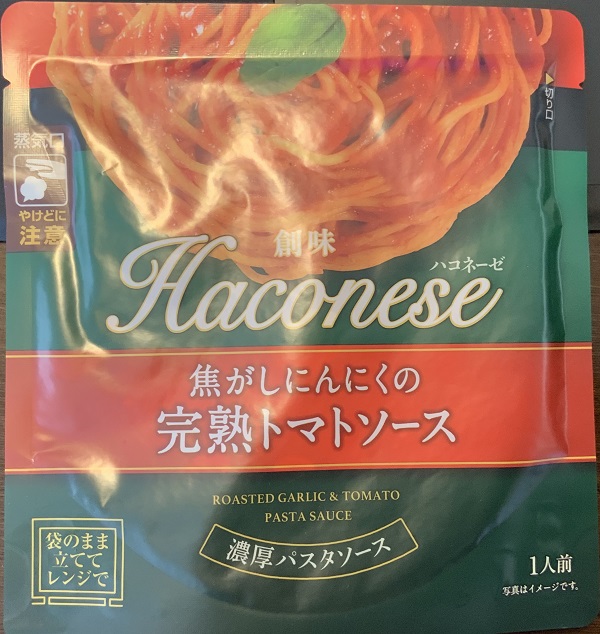 切り口
蒸気口
やけどに
注意
創味
ハコネーゼ
Haconese
焦がしにんにくの
完熟トマトソース
ROASTED GARLIC & TOMATO
PASTA SAUCE
濃厚パスタソース
袋のまま
立てて
レンジで
1人前
写真はイメージです。